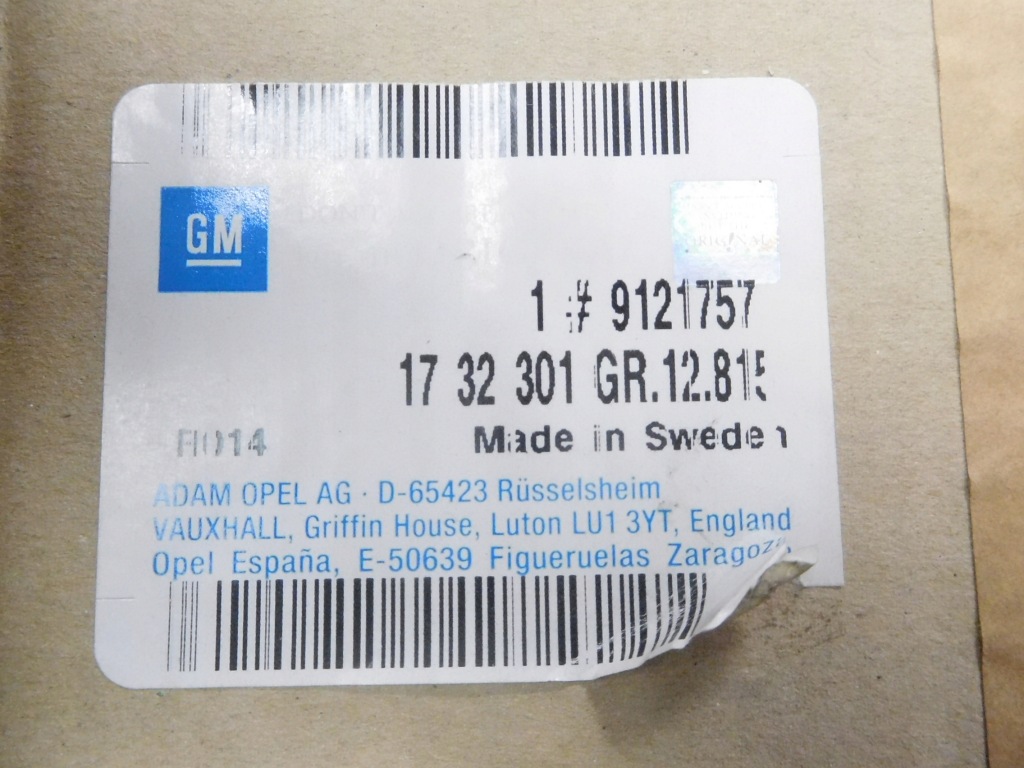 GM
ORIGINAL
1 # 9121757
17 32 301 GR.12.815
Made in Sweden
ADAM OPEL AG · D-65423 Rüsselsheim
VAUXHALL, Griffin House, Luton LU1 3YT, England
Opel España, E-50639 Figueruelas Zaragoza